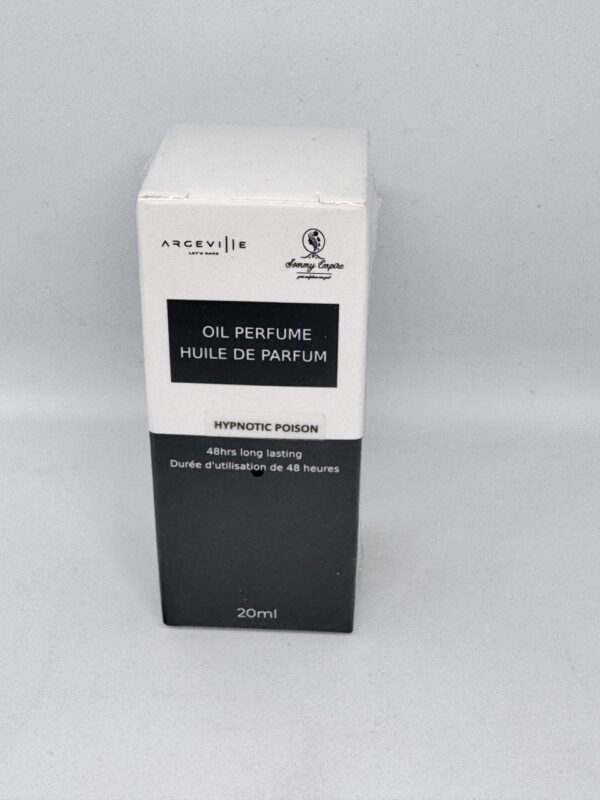 ARGEVILLE
LET'S DARE
Sommy Empire
OIL PERFUME
HUILE DE PARFUM
HYPNOTIC POISON
48hrs long lasting
Durée d'utilisation de 48 heures
20ml